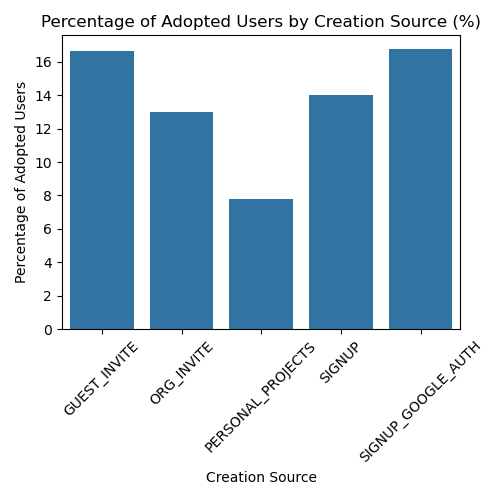 Percentage of Adopted Users by Creation Source (%)
Percentage of Adopted Users
16
14
12
10
8
6
4
2
0
GUEST_INVITE
ORG_INVITE
PERSONAL_PROJECTS
SIGNUP
SIGNUP_GOOGLE_AUTH
Creation Source